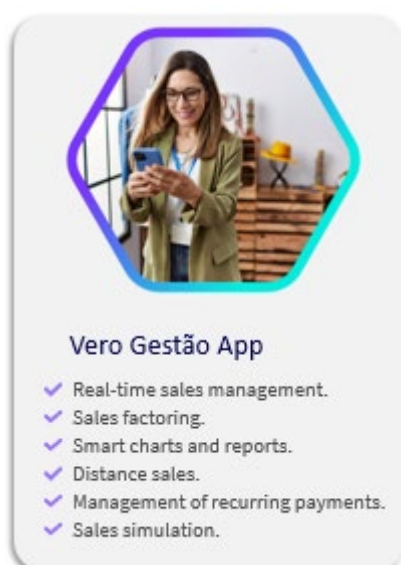 Vero Gestão App
Real-time sales management.
Sales factoring.
Smart charts and reports.
Distance sales.
Management of recurring payments.
Sales simulation.